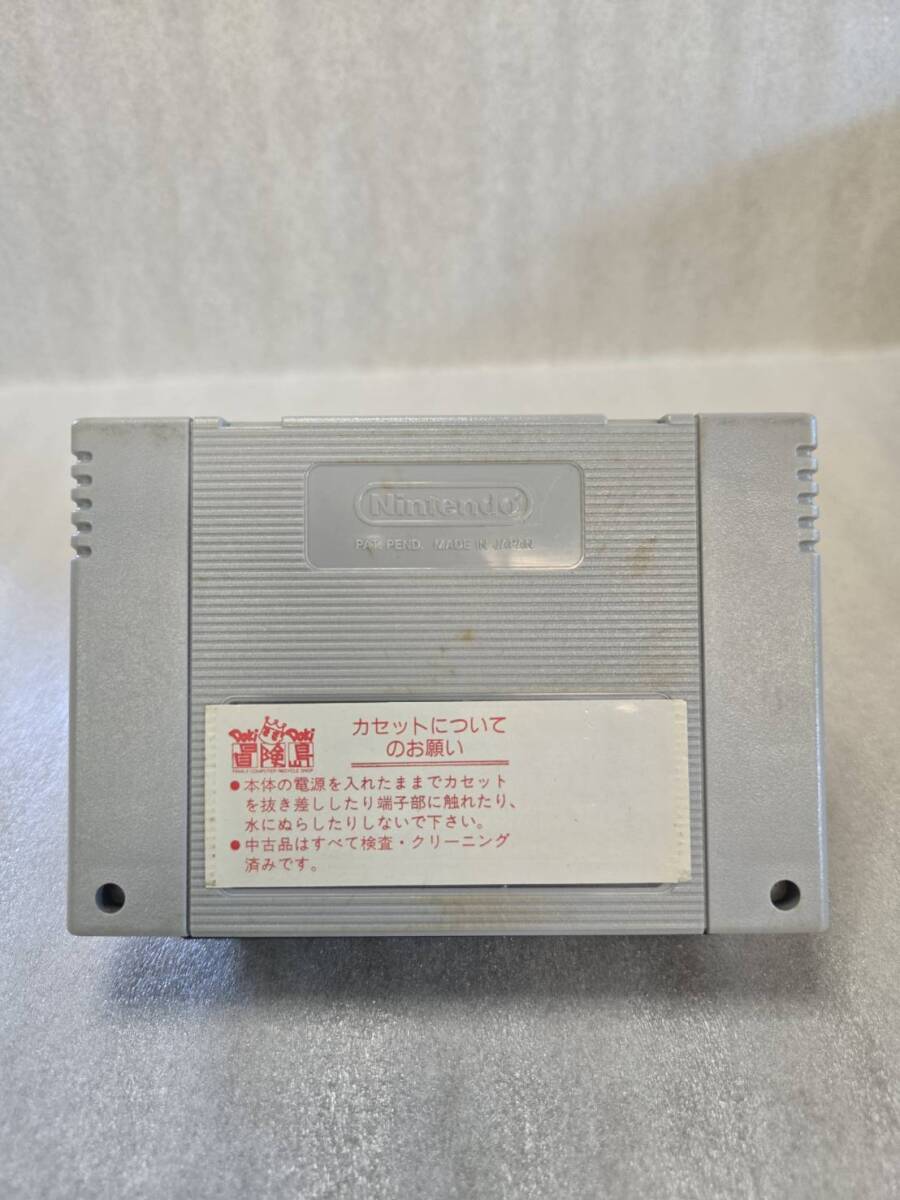 Nintendo
PAT. PEND. MADE IN JAPAN
Doki Doki
冒険島
FAMILY COMPUTER RECYCLE SHOP
カセットについて
のお願い
●本体の電源を入れたままでカセット
を抜き差ししたり端子部に触れたり、
水にぬらしたりしないで下さい。
●中古品はすべて検査・クリーニング
済みです。